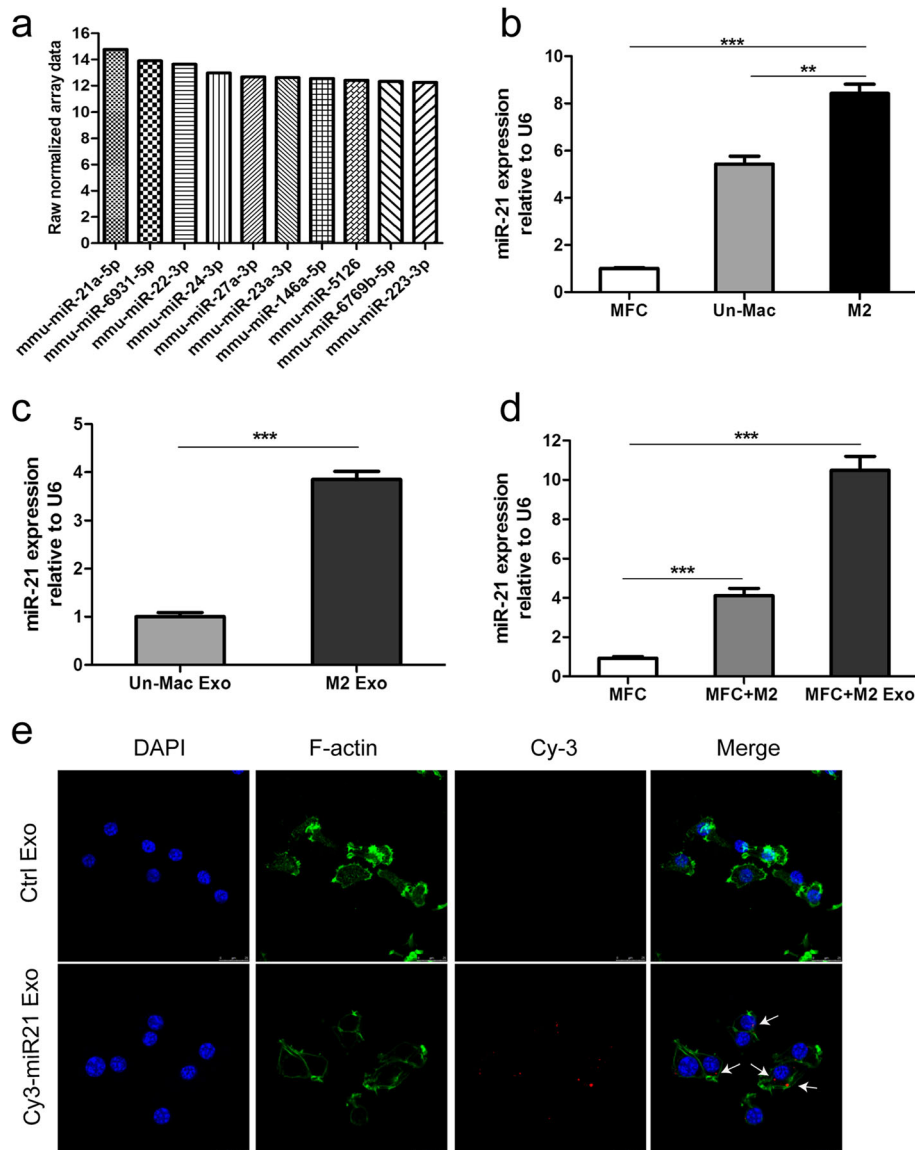 a
Raw normalized array data
16
14
12
10
8
6
4
2
0
mmu-miR-21a-5p
mmu-miR-6931-5p
mmu-miR-22-3p
mmu-miR-24-3p
mmu-miR-27a-3p
mmu-miR-23a-3p
mmu-miR-146a-5p
mmu-miR-5126
mmu-miR-6769b-5p
mmu-miR-223-3p
b
miR-21 expression
relative to U6
10
8
6
4
2
0
***
**
MFC
Un-Mac
M2
c
miR-21 expression
relative to U6
5
4
3
2
1
0
***
Un-Mac Exo
M2 Exo
d
miR-21 expression
relative to U6
12
10
8
6
4
2
0
***
***
MFC
MFC+M2
MFC+M2 Exo
e
DAPI
F-actin
Cy-3
Merge
Ctrl Exo
Cy3-miR21 Exo